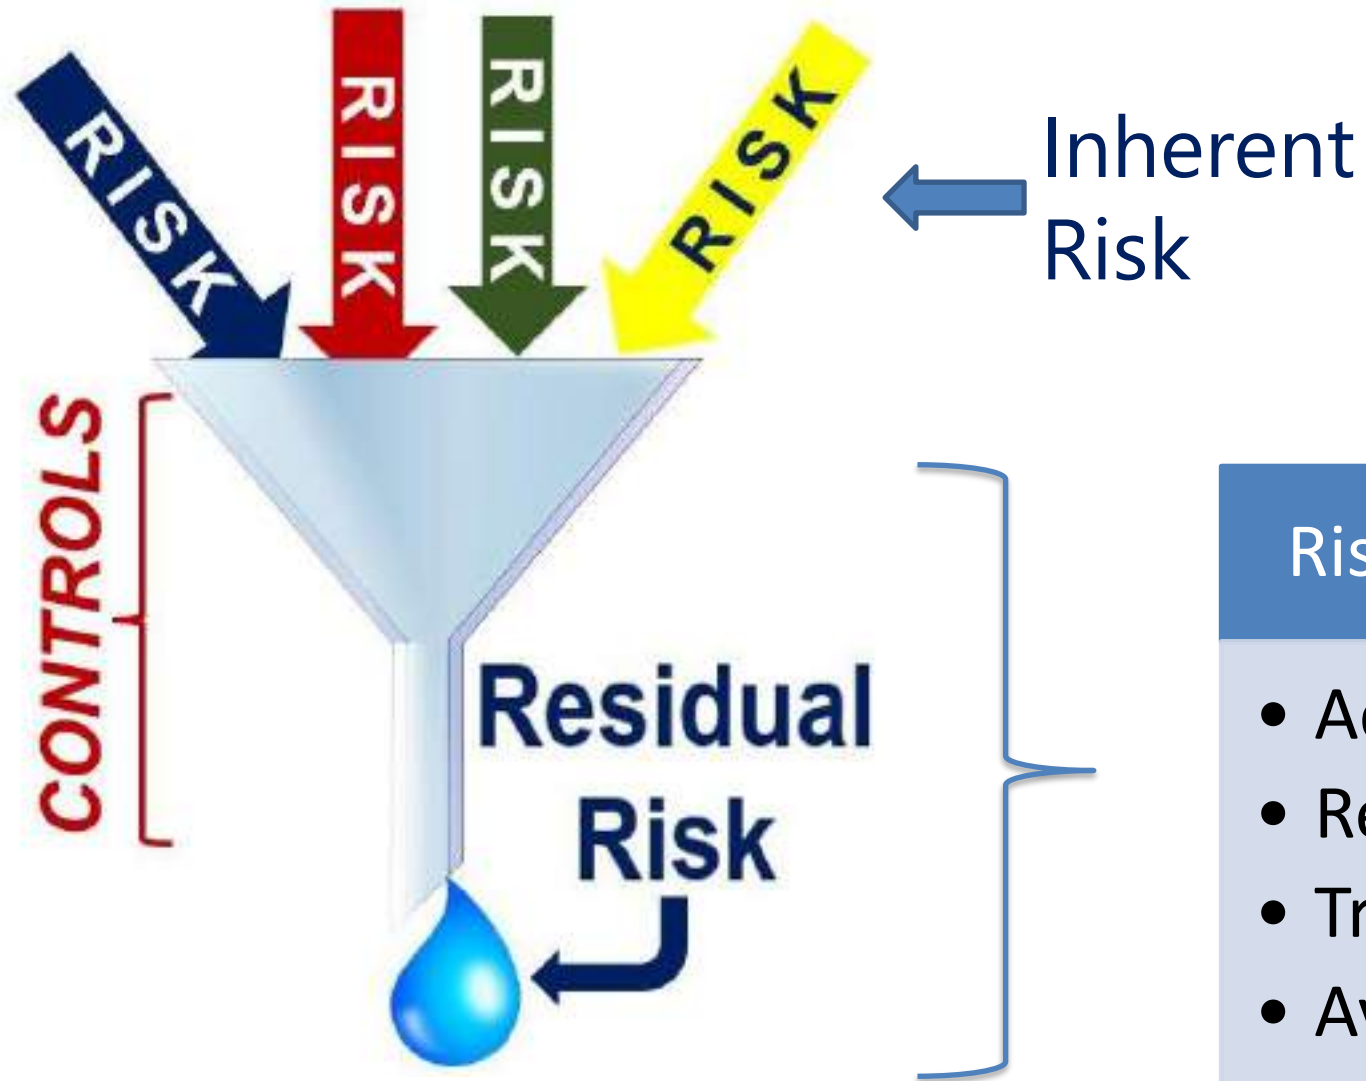 RISK
RISK
RISK
RISK
Inherent
Risk
CONTROLS
Residual
Risk